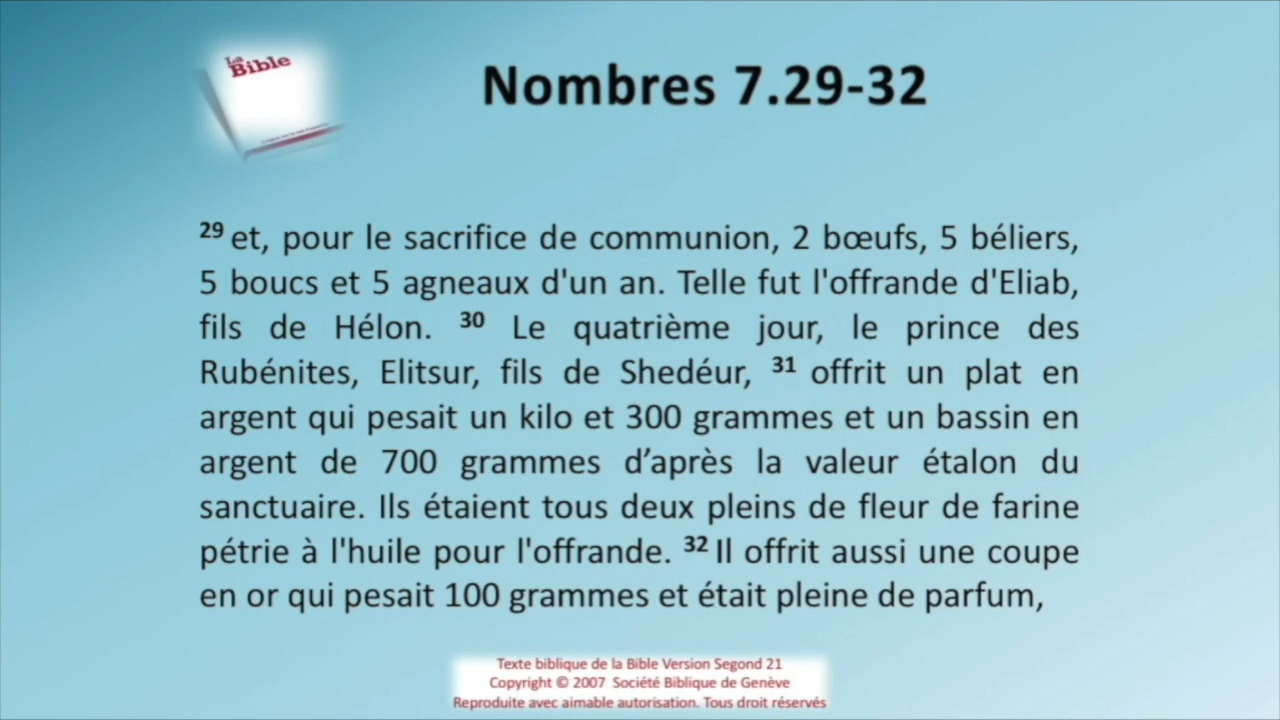 La
Bible
Nombres 7.29-32
29 et, pour le sacrifice de communion, 2 bœufs, 5 béliers,
5 boucs et 5 agneaux d'un an. Telle fut l'offrande d'Eliab,
fils de Hélon. 30 Le quatrième jour, le prince des
Rubénites, Elitsur, fils de Shedéur, 31 offrit un plat en
argent qui pesait un kilo et 300 grammes et un bassin en
argent de 700 grammes d’après la valeur étalon du
sanctuaire. Ils étaient tous deux pleins de fleur de farine
pétrie à l'huile pour l'offrande. 32 Il offrit aussi une coupe
en or qui pesait 100 grammes et était pleine de parfum,
Texte biblique de la Bible Version Segond 21
Copyright © 2007 Société Biblique de Genève
Reproduite avec aimable autorisation. Tous droit réservés